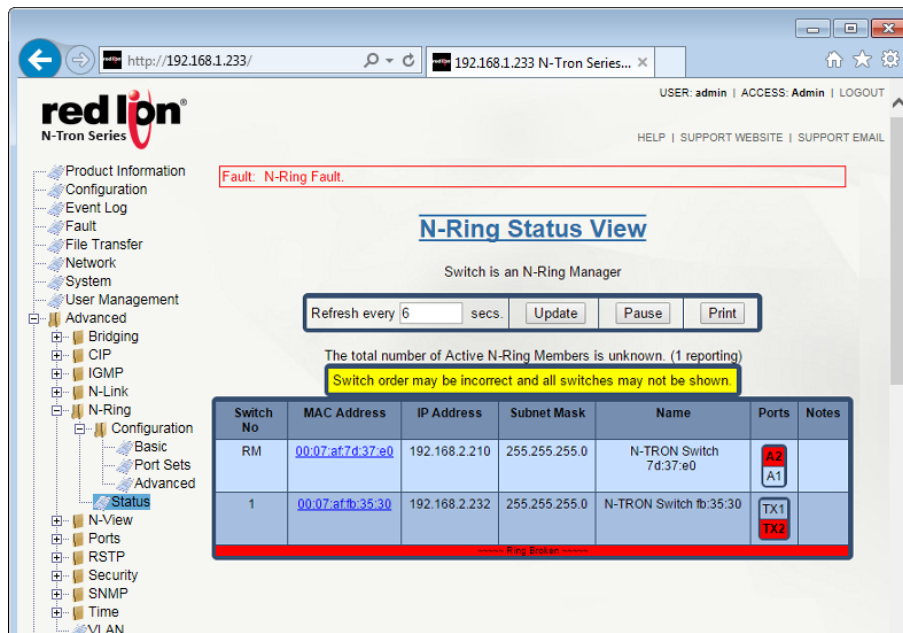 http://192.168.1.233/
192.168.1.233 N-Tron Series...
red lion®
N-Tron Series
USER: admin | ACCESS: Admin | LOGOUT
HELP | SUPPORT WEBSITE | SUPPORT EMAIL
Product Information
Configuration
Event Log
Fault
File Transfer
Network
System
User Management
Advanced
Bridging
CIP
IGMP
N-Link
N-Ring
Configuration
Basic
Port Sets
Advanced
Status
N-View
Ports
RSTP
Security
SNMP
Time
VLAN
Fault: N-Ring Fault.
N-Ring Status View
Switch is an N-Ring Manager
Refresh every 6 secs. Update Pause Print
The total number of Active N-Ring Members is unknown. (1 reporting)
Switch order may be incorrect and all switches may not be shown.
Switch No MAC Address IP Address Subnet Mask Name Ports Notes
RM 00:07:af:7d:37:e0 192.168.2.210 255.255.255.0 N-TRON Switch 7d:37:e0 A2 A1
1 00:07:af:fb:35:30 192.168.2.232 255.255.255.0 N-TRON Switch fb:35:30 TX1 TX2
~~~~~ Ring Broken ~~~~~